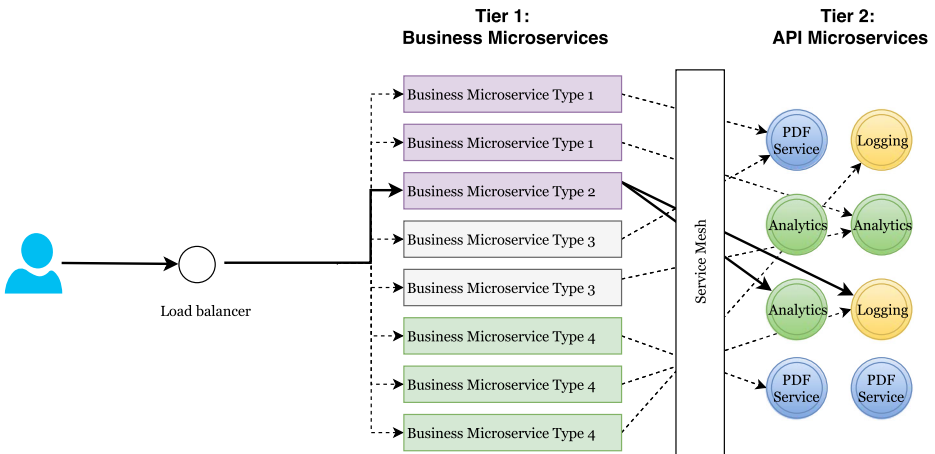 Tier 1:
Business Microservices
Tier 2:
API Microservices
Business Microservice Type 1
Business Microservice Type 1
Business Microservice Type 2
Business Microservice Type 3
Business Microservice Type 3
Business Microservice Type 4
Business Microservice Type 4
Business Microservice Type 4
Load balancer
Service Mesh
PDF
Service
Logging
Analytics
Analytics
Analytics
Logging
PDF
Service
PDF
Service